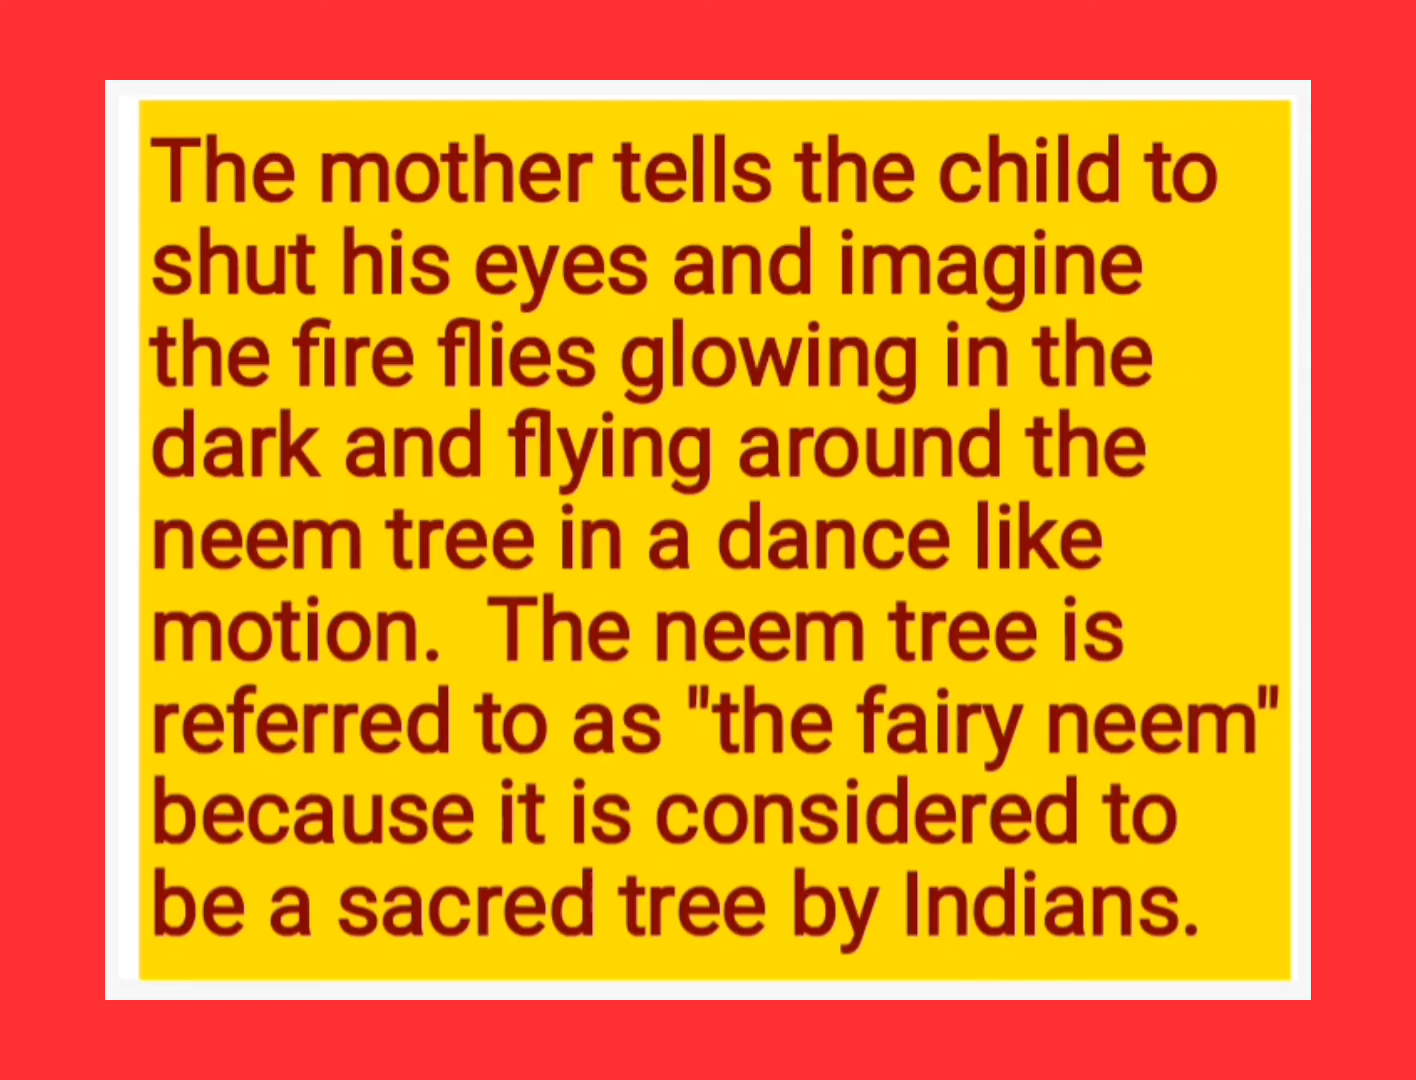 The mother tells the child to
shut his eyes and imagine
the fire flies glowing in the
dark and flying around the
neem tree in a dance like
motion.  The neem tree is
referred to as "the fairy neem"
because it is considered to
be a sacred tree by Indians.